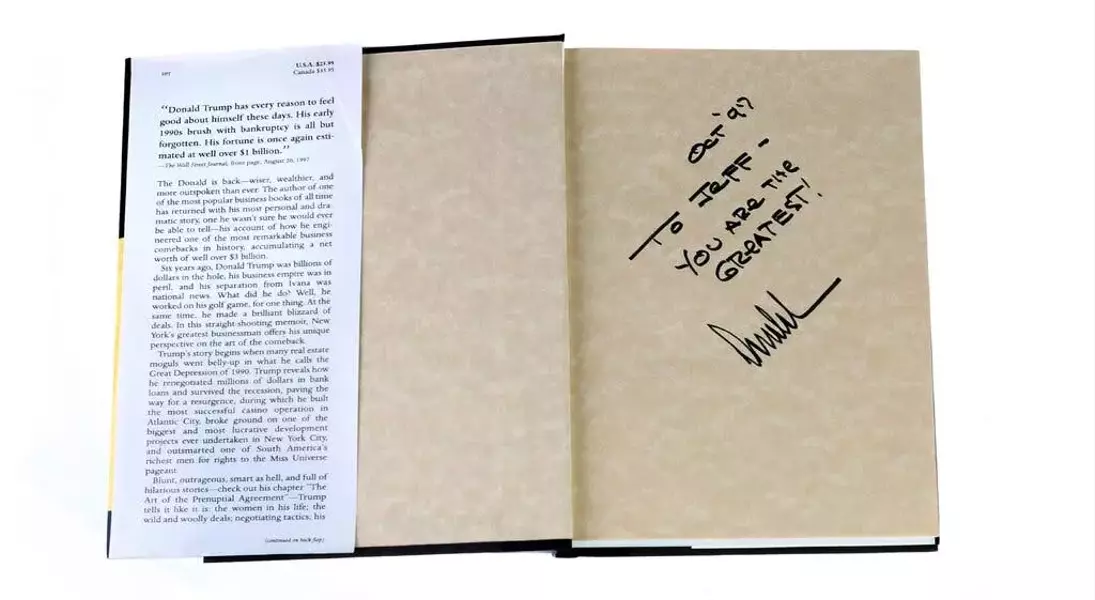 U.S.A. $25.95
Canada $35.95
“Donald Trump has every reason to feel
good about himself these days. His early
1990s brush with bankruptcy is all but
forgotten. His fortune is once again esti-
mated at well over $1 billion.”
—The Wall Street Journal, front page, August 26, 1997
The Donald is back—wiser, wealthier, and
more outspoken than ever. The author of one
of the most popular business books of all time
has returned with his most personal and dra-
matic story, one he wasn't sure he would ever
be able to tell—his account of how he engi-
neered one of the most remarkable business
comebacks in history, accumulating a net
worth of well over $3 billion.
Six years ago, Donald Trump was billions of
dollars in the hole, his business empire was in
peril, and his separation from Ivana was
national news. What did he do? Well, he
worked on his golf game, for one thing. At the
same time, he made a brilliant blizzard of
deals. In this straight-shooting memoir, New
York's greatest businessman offers his unique
perspective on the art of the comeback.
Trump's story begins when many real estate
moguls went belly-up in what he calls the
Great Depression of 1990. Trump reveals how
he renegotiated millions of dollars in bank
loans and survived the recession, paving the
way for a resurgence, during which he built
the most successful casino operation in
Atlantic City, broke ground on one of the
biggest and most lucrative development
projects ever undertaken in New York City,
and outsmarted one of South America's
richest men for rights to the Miss Universe
pageant.
Blunt, outrageous, smart as hell, and full of
hilarious stories—check out his chapter “The
Art of the Prenuptial Agreement”—Trump
tells it like it is: the women in his life; the
wild and woolly deals; negotiating tactics; his
(continued on back flap)
OCT '97
TO JEFF,
YOU ARE THE
GREATEST!